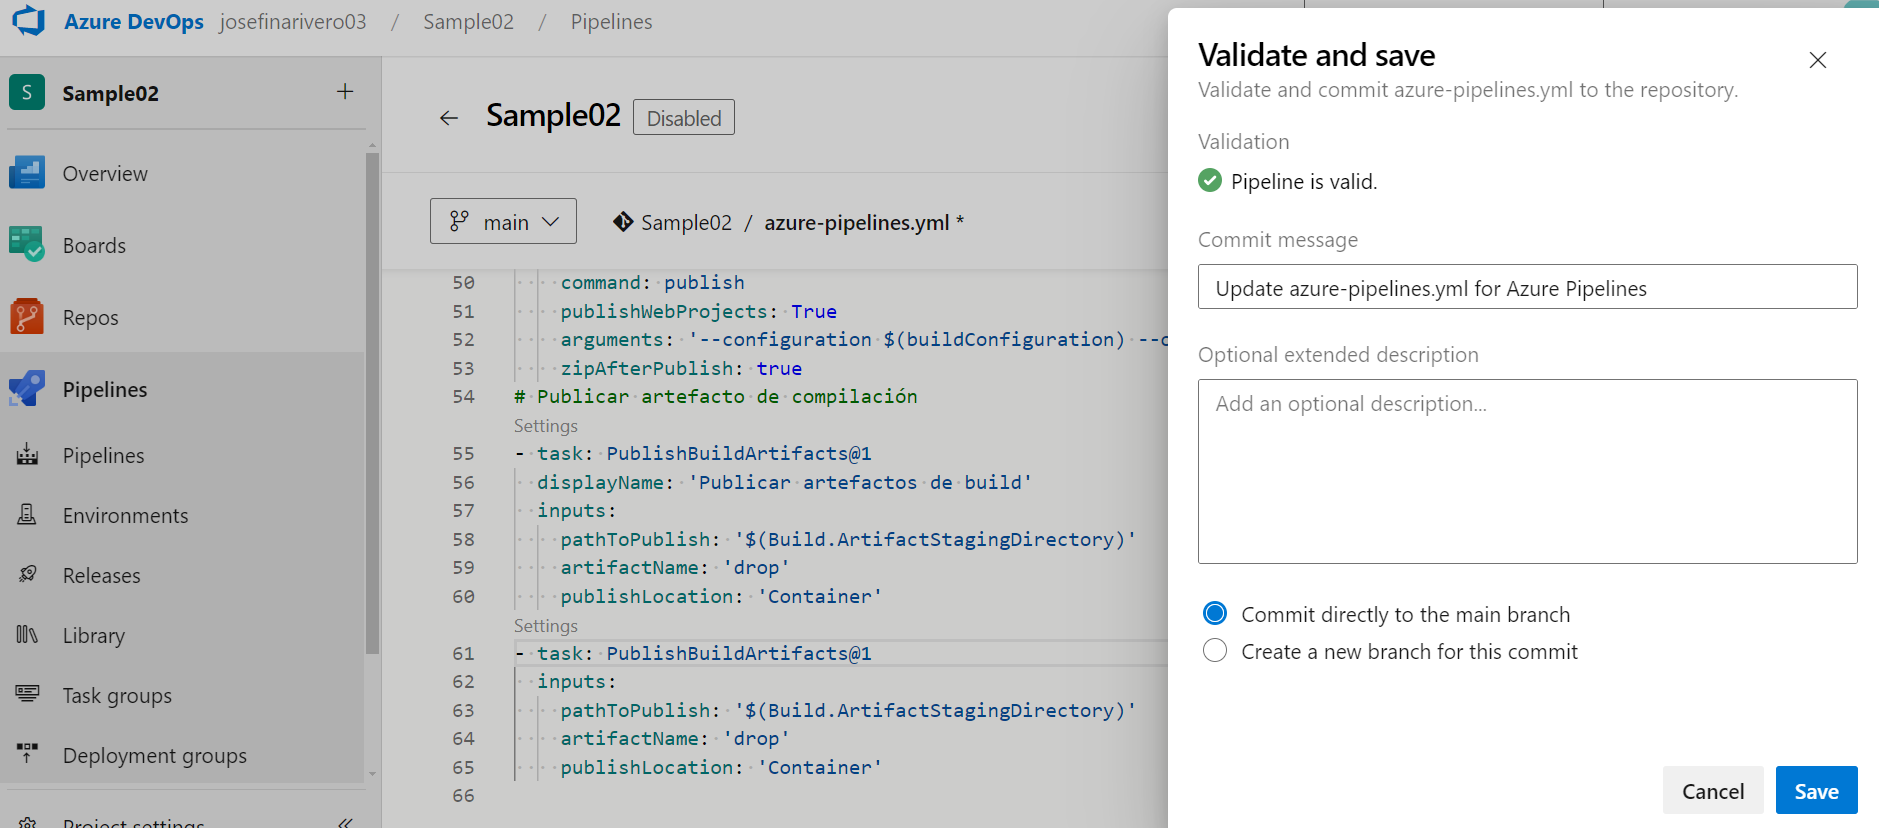 Azure DevOps josefinarivero03 / Sample02 / Pipelines
S Sample02 +
Overview
Boards
Repos
Pipelines
Pipelines
Environments
Releases
Library
Task groups
Deployment groups
Project settings
Sample02 Disabled
main Sample02 / azure-pipelines.yml *
50 command: publish
51 publishWebProjects: True
52 arguments: '--configuration $(buildConfiguration) --o
53 zipAfterPublish: true
54 # Publicar artefacto de compilación
Settings
55 - task: PublishBuildArtifacts@1
56 displayName: 'Publicar artefactos de build'
57 inputs:
58 pathToPublish: '$(Build.ArtifactStagingDirectory)'
59 artifactName: 'drop'
60 publishLocation: 'Container'
Settings
61 - task: PublishBuildArtifacts@1
62 inputs:
63 pathToPublish: '$(Build.ArtifactStagingDirectory)'
64 artifactName: 'drop'
65 publishLocation: 'Container'
66
Validate and save
Validate and commit azure-pipelines.yml to the repository.
Validation
Pipeline is valid.
Commit message
Update azure-pipelines.yml for Azure Pipelines
Optional extended description
Add an optional description...
Commit directly to the main branch
Create a new branch for this commit
Cancel Save